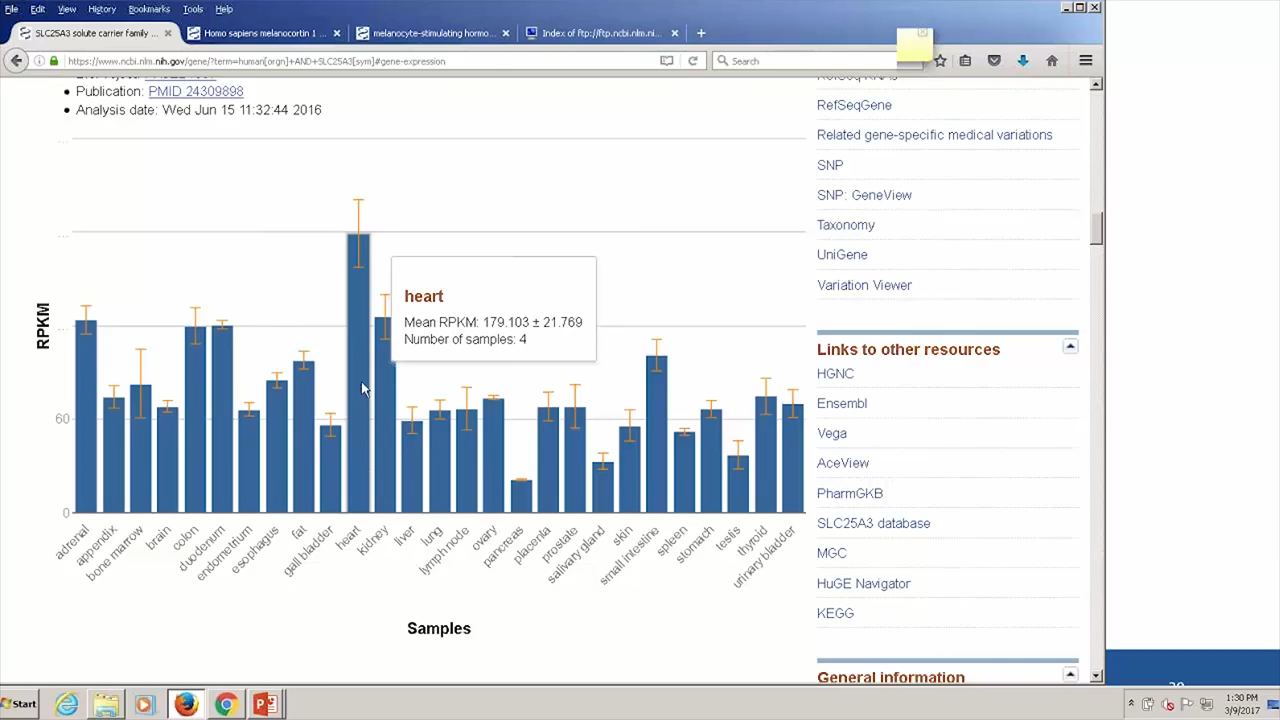 File Edit View History Bookmarks Tools Help
SLC25A3 solute carrier family ... × Homo sapiens melanocortin 1 ... × melanocyte-stimulating hormo... × Index of ftp://ftp.ncbi.nlm.ni... × +
https://www.ncbi.nlm.nih.gov/gene/?term=human[orgn]+AND+SLC25A3[sym]#gene-expression Search
Publication: PMID 24309898
Analysis date: Wed Jun 15 11:32:44 2016
RPKM
60
0
heart
Mean RPKM: 179.103 ± 21.769
Number of samples: 4
adrenal appendix bone marrow brain colon duodenum endometrium esophagus fat gall bladder heart kidney liver lung lymph node ovary pancreas placenta prostate salivary gland skin small intestine spleen stomach testis thyroid urinary bladder
Samples
RefSeqGene
Related gene-specific medical variations
SNP
SNP: GeneView
Taxonomy
UniGene
Variation Viewer
Links to other resources
HGNC
Ensembl
Vega
AceView
PharmGKB
SLC25A3 database
MGC
HuGE Navigator
KEGG
General information
Start
1:30 PM
3/9/2017